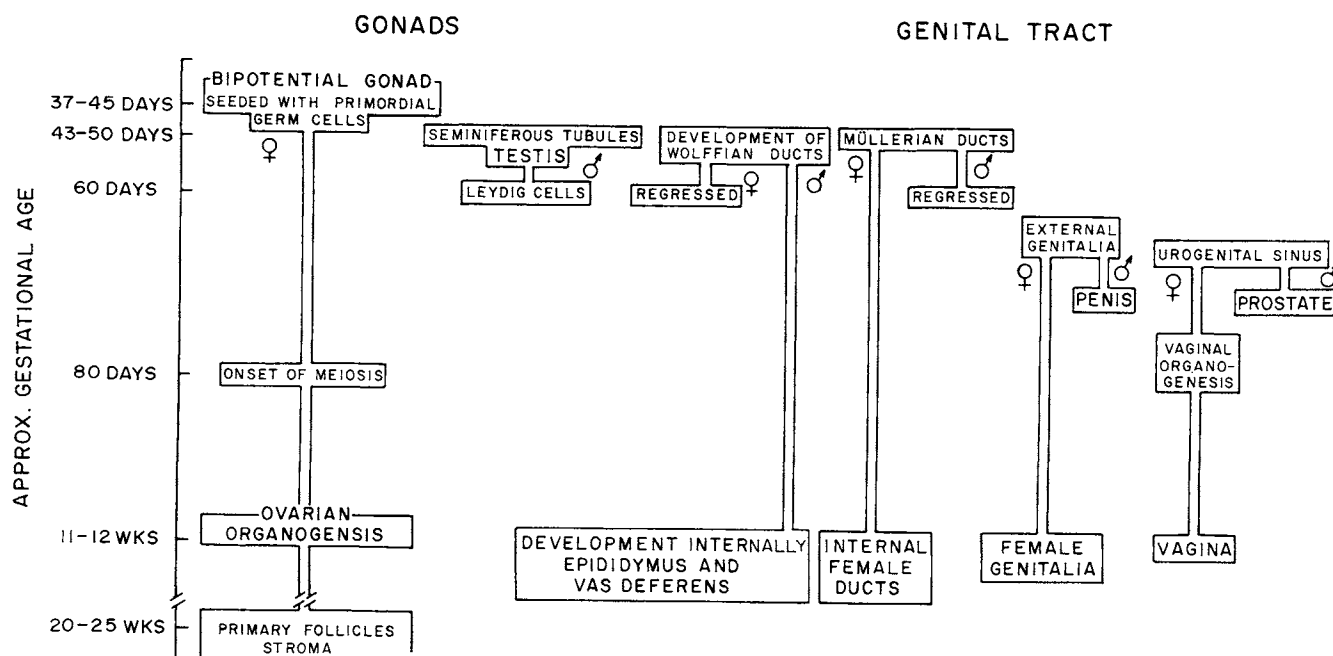 GONADS
GENITAL TRACT
APPROX. GESTATIONAL AGE
37-45 DAYS
43-50 DAYS
60 DAYS
80 DAYS
11-12 WKS
20-25 WKS
BIPOTENTIAL GONAD
SEEDED WITH PRIMORDIAL
GERM CELLS
♀
ONSET OF MEIOSIS
OVARIAN
ORGANOGENSIS
PRIMARY FOLLICLES
STROMA
SEMINIFEROUS TUBULES
TESTIS
♂
LEYDIG CELLS
DEVELOPMENT OF
WOLFFIAN DUCTS
REGRESSED ♀
♂
DEVELOPMENT INTERNALLY
EPIDIDYMUS AND
VAS DEFERENS
MÜLLERIAN DUCTS
♀
♂
REGRESSED
INTERNAL
FEMALE
DUCTS
EXTERNAL
GENITALIA
♀
♂
PENIS
FEMALE
GENITALIA
UROGENITAL SINUS
♀
♂
PROSTATE
VAGINAL
ORGANO-
GENESIS
VAGINA